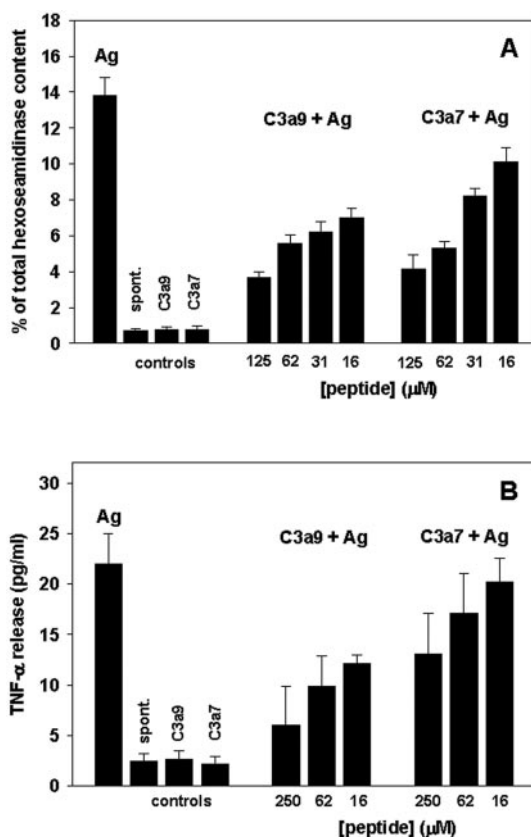 A
18
16
14
12
10
8
6
4
2
0
% of total hexoseamidinase content
Ag
spont.
C3a9
C3a7
C3a9 + Ag
C3a7 + Ag
controls
125 62 31 16
125 62 31 16
[peptide] (µM)
B
30
25
20
15
10
5
0
TNF-α release (pg/ml)
Ag
spont.
C3a9
C3a7
C3a9 + Ag
C3a7 + Ag
controls
250 62 16
250 62 16
[peptide] (µM)